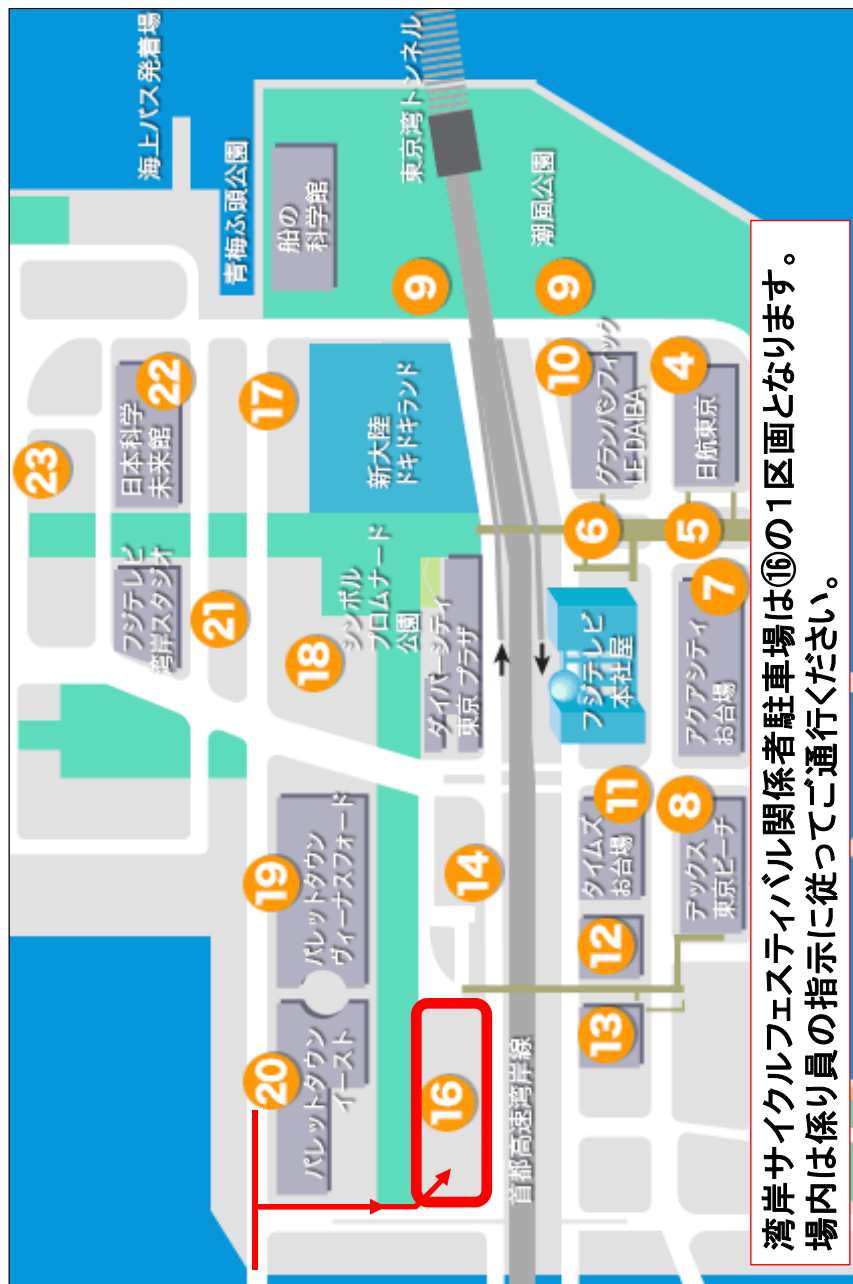 海上バス発着場
青梅ふ頭公園
船の
科学館
東京湾トンネル
潮風公園
9
9
23
日本科学
未来館
22
17
新大陸
ドキドキランド
10
グランパシフィック
LE DAIBA
4
日航東京
フジテレビ
湾岸スタジオ
21
18
シンボル
プロムナード
公園
ダイバーシティ
東京 プラザ
6
5
フジテレビ
本社屋
7
アクアシティ
お台場
19
パレットタウン
ヴィーナスフォード
14
11
タイムズ
お台場
8
デックス
東京ビーチ
12
13
20
パレットタウン
イースト
16
首都高速湾岸線
湾岸サイクルフェスティバル関係者駐車場は⑯の1区画となります。
場内は係り員の指示に従ってご通行ください。